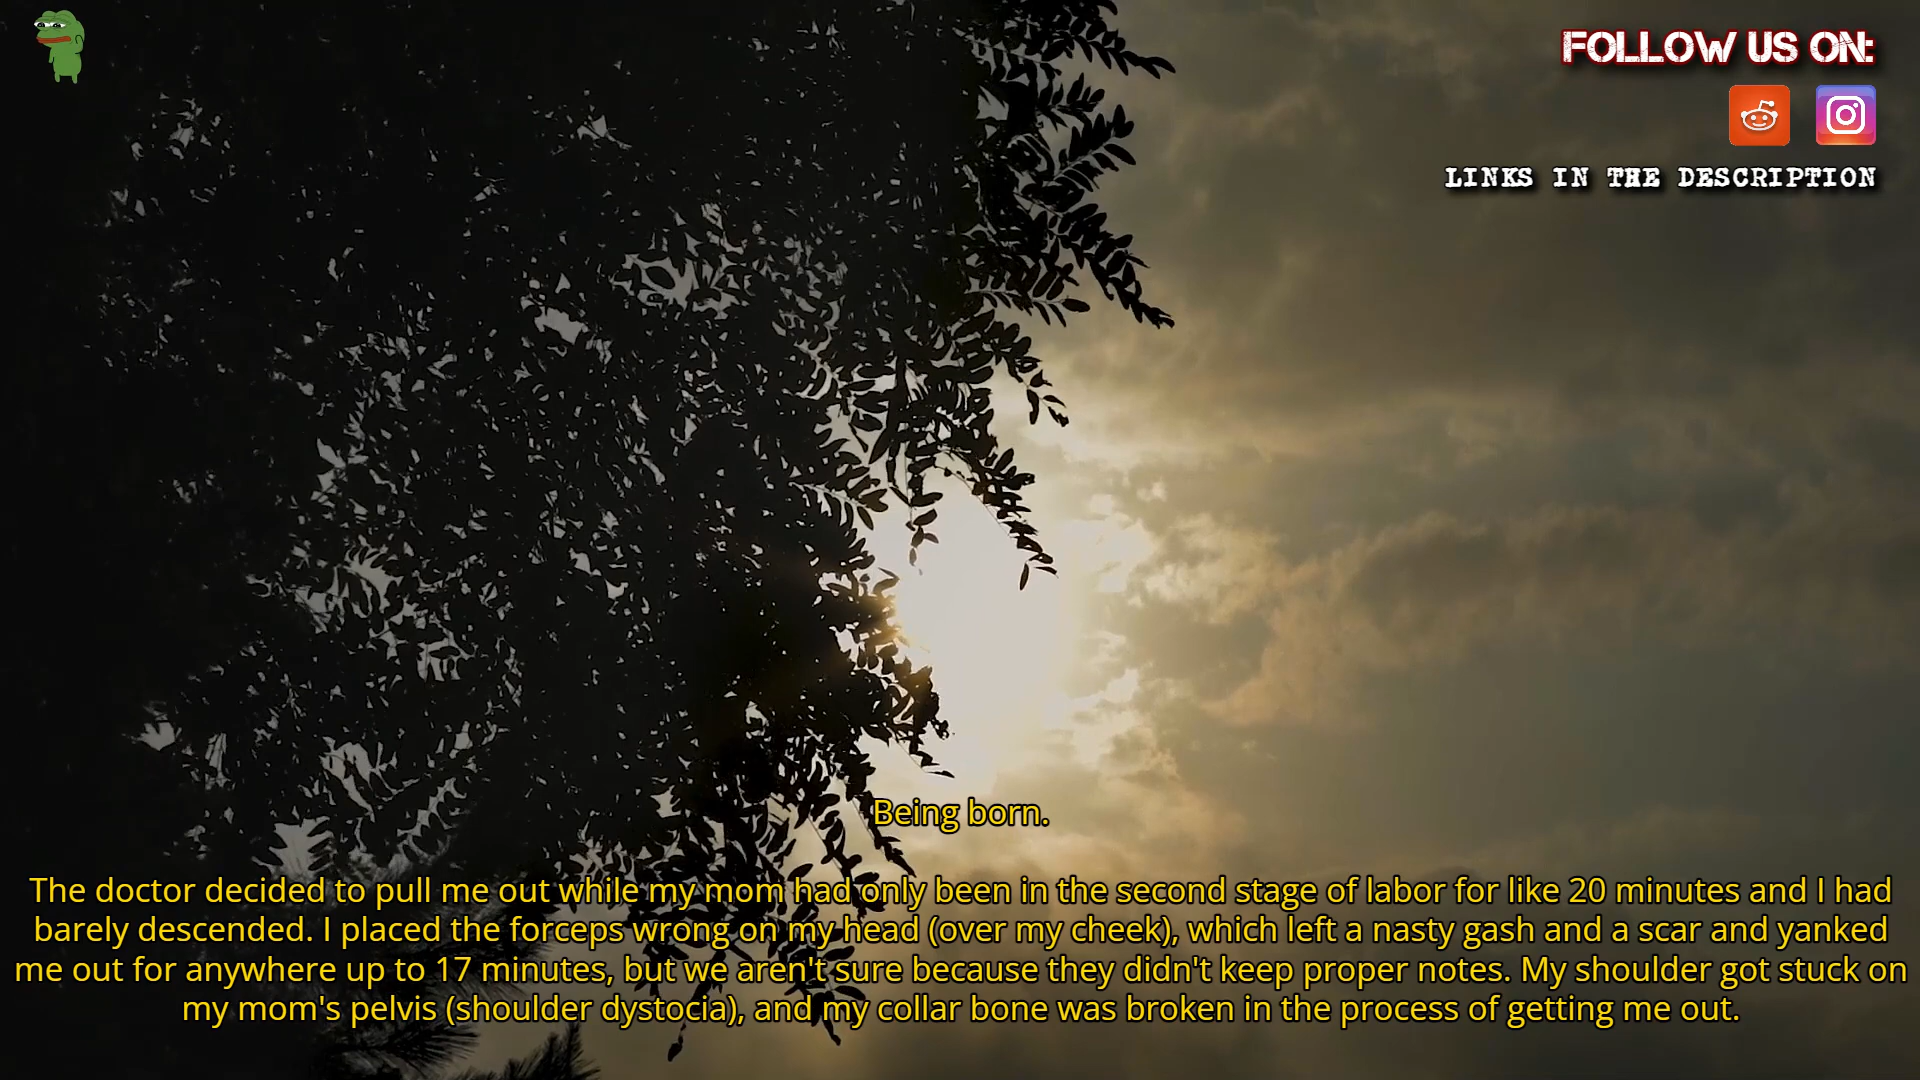 FOLLOW US ON:
LINKS IN THE DESCRIPTION
Being born.
The doctor decided to pull me out while my mom had only been in the second stage of labor for like 20 minutes and I had
barely descended. I placed the forceps wrong on my head (over my cheek), which left a nasty gash and a scar and yanked
me out for anywhere up to 17 minutes, but we aren't sure because they didn't keep proper notes. My shoulder got stuck on
my mom's pelvis (shoulder dystocia), and my collar bone was broken in the process of getting me out.